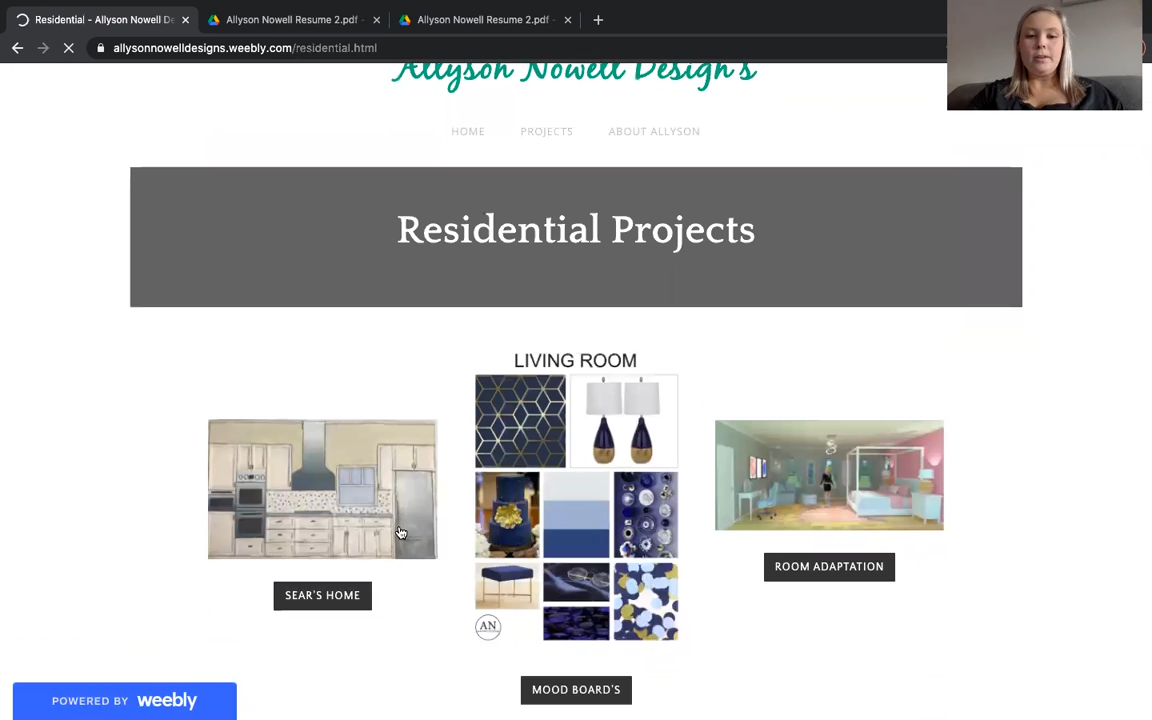 Residential - Allyson Nowell De
Allyson Nowell Resume 2.pdf -
Allyson Nowell Resume 2.pdf -
allysonnowelldesigns.weebly.com/residential.html
Allyson Nowell Design's
HOME
PROJECTS
ABOUT ALLYSON
Residential Projects
LIVING ROOM
AN
SEAR'S HOME
ROOM ADAPTATION
MOOD BOARD'S
POWERED BY weebly